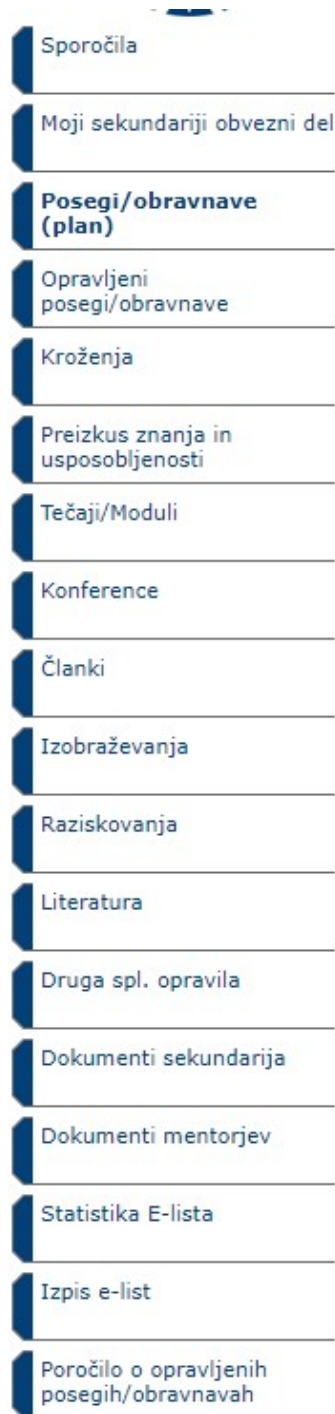 Sporočila
Moji sekundariji obvezni del
Posegi/obravnave
(plan)
Opravljeni
posegi/obravnave
Kroženja
Preizkus znanja in
usposobljenosti
Tečaji/Moduli
Konference
Članki
Izobraževanja
Raziskovanja
Literatura
Druga spl. opravila
Dokumenti sekundarija
Dokumenti mentorjev
Statistika E-lista
Izpis e-list
Poročilo o opravljenih
posegih/obravnavah